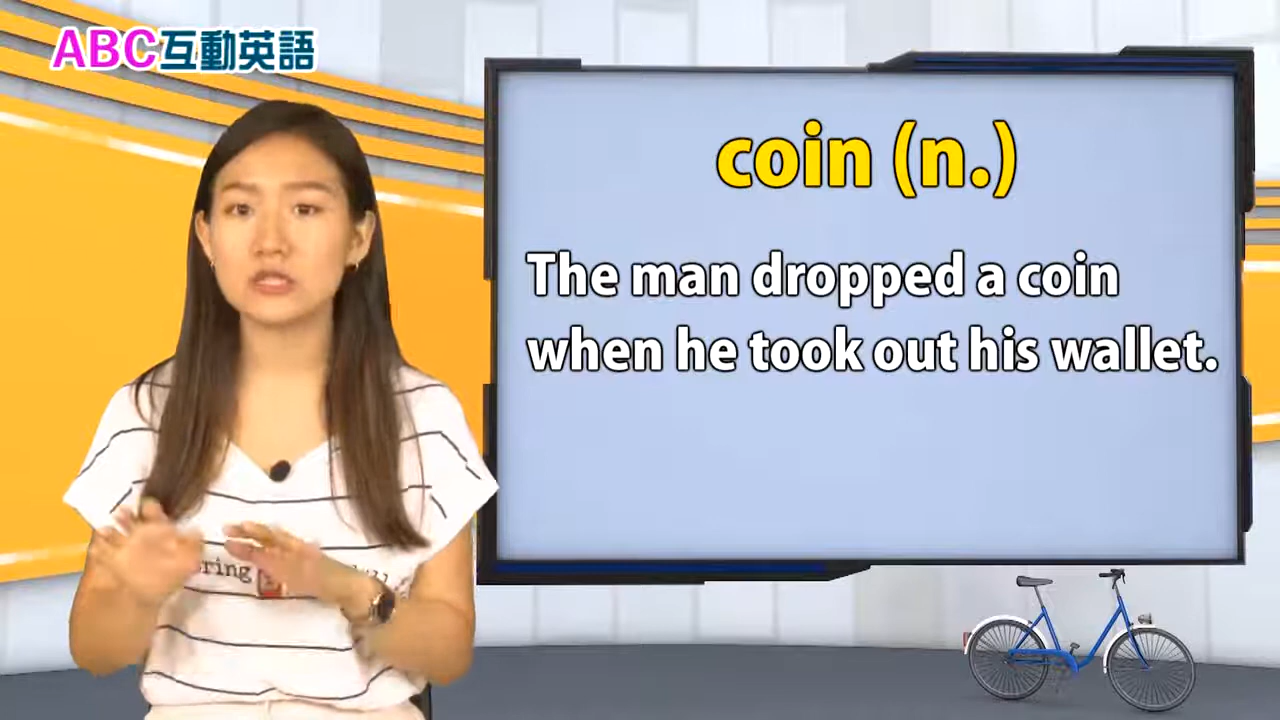 ABC互動英語
coin (n.)
The man dropped a coin
when he took out his wallet.